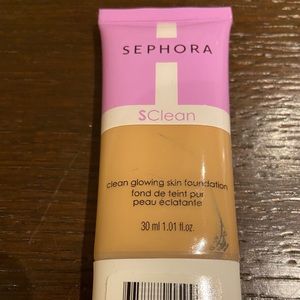 SEPHORA
SClean
clean glowing skin foundation
fond de teint pur
peau éclatante
30 ml 1.01 fl.oz.